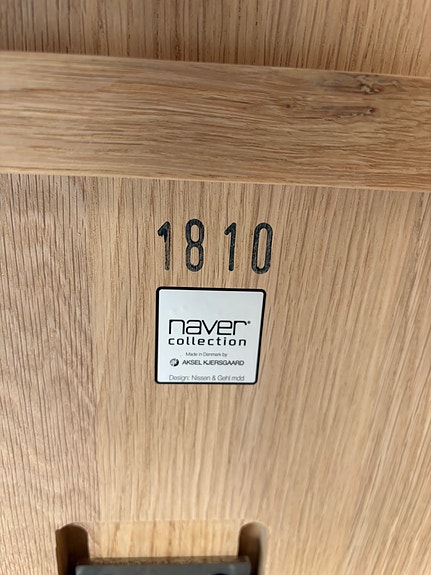 1810
naver®
collection
Made in Denmark by
AKSEL KJERSGAARD
Design: Nissen & Gehl mdd